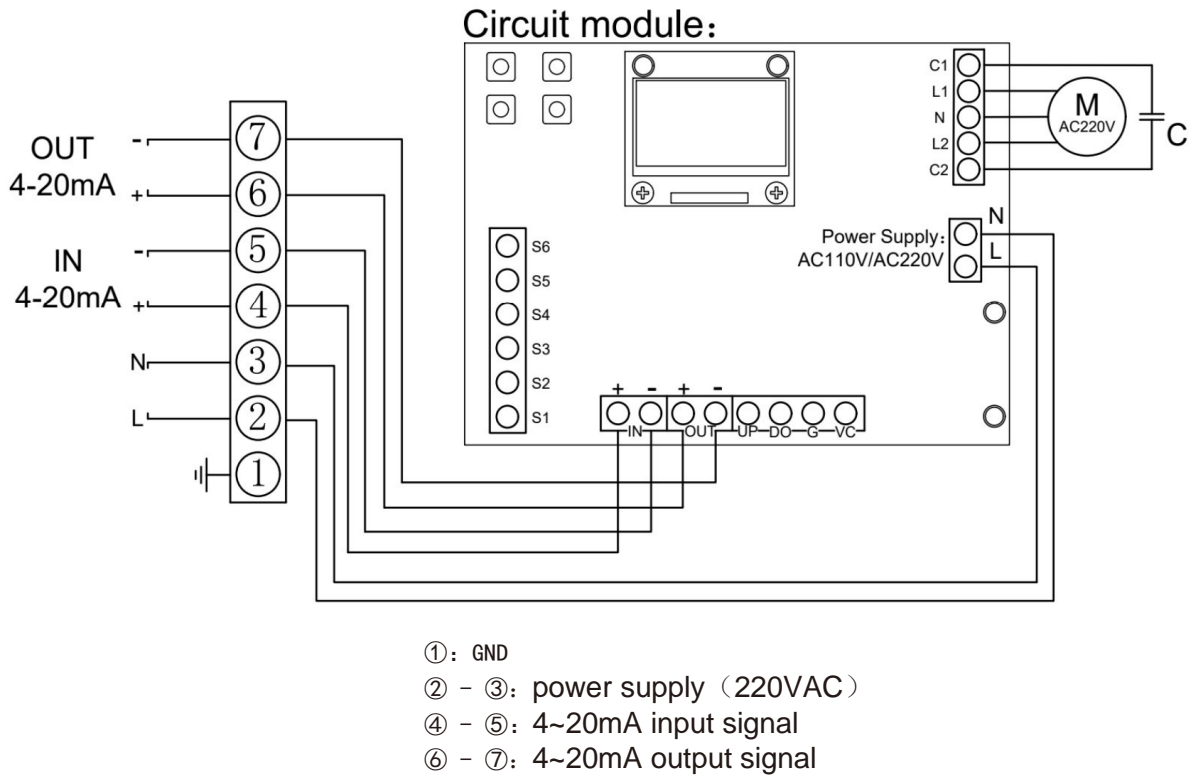 Circuit module:
C1
L1
N
L2
C2
M
AC220V
C
OUT
4-20mA
-
+
IN
4-20mA
-
+
N
L
⑦
⑥
⑤
④
③
②
①
S6
S5
S4
S3
S2
S1
Power Supply:
AC110V/AC220V
N
L
+ - + -
IN OUT UP DO G VC
①: GND
② - ③: power supply（220VAC）
④ - ⑤: 4~20mA input signal
⑥ - ⑦: 4~20mA output signal